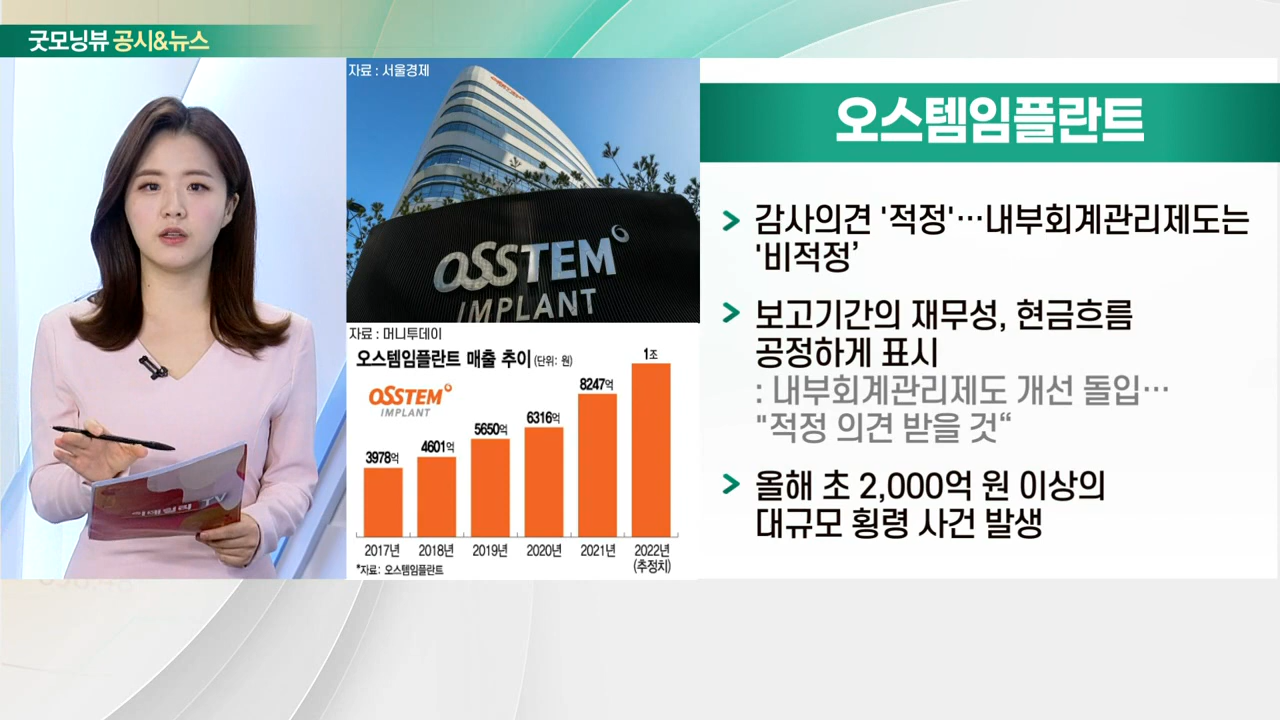 굿모닝뷰 공시&뉴스
자료 : 서울경제
OSSTEM
IMPLANT
자료 : 머니투데이
오스템임플란트 매출 추이 (단위: 원)
OSSTEM
IMPLANT
3978억
4601억
5650억
6316억
8247억
1조
2017년
2018년
2019년
2020년
2021년
2022년
(추정치)
*자료: 오스템임플란트
오스템임플란트
감사의견 '적정'…내부회계관리제도는
'비적정’
보고기간의 재무성, 현금흐름
공정하게 표시
: 내부회계관리제도 개선 돌입…
"적정 의견 받을 것“
올해 초 2,000억 원 이상의
대규모 횡령 사건 발생